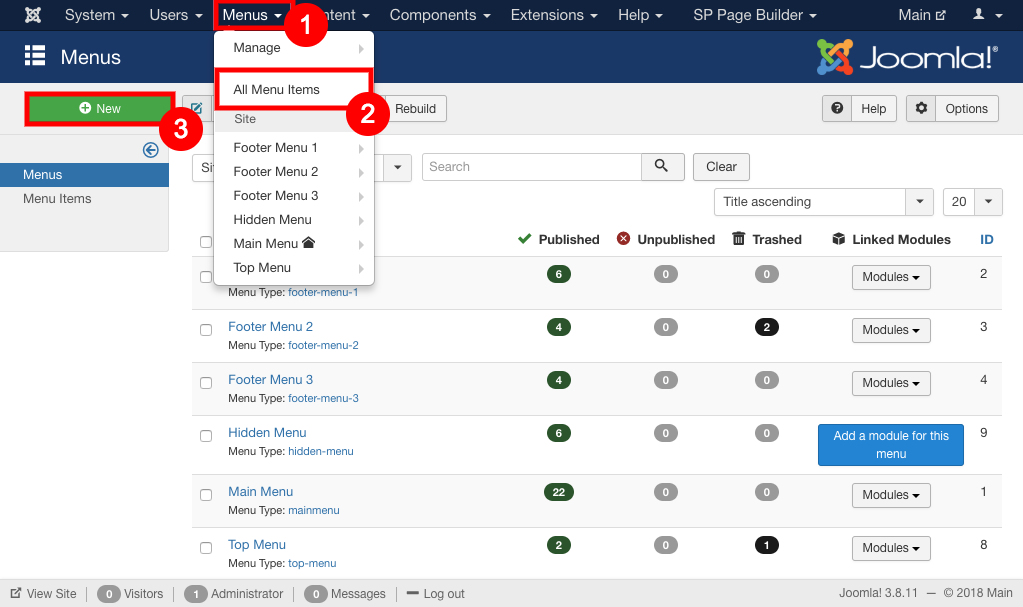 System Users Menus ntent Components Extensions Help SP Page Builder Main
1
Menus
Joomla!®
Manage
All Menu Items
2
Site
Footer Menu 1
Footer Menu 2
Footer Menu 3
Hidden Menu
Main Menu
Top Menu
New
3
Rebuild
Help
Options
Menus
Menu Items
Si
Search
Clear
Title ascending
20
Published Unpublished Trashed Linked Modules ID
6 0 0 Modules 2
Menu Type: footer-menu-1
Footer Menu 2 4 0 2 Modules 3
Menu Type: footer-menu-2
Footer Menu 3 4 0 0 Modules 4
Menu Type: footer-menu-3
Hidden Menu 6 0 0 Add a module for this 9
Menu Type: hidden-menu menu
Main Menu 22 0 0 Modules 1
Menu Type: mainmenu
Top Menu 2 0 1 Modules 8
Menu Type: top-menu
View Site 0 Visitors 1 Administrator 0 Messages Log out Joomla! 3.8.11 — © 2018 Main